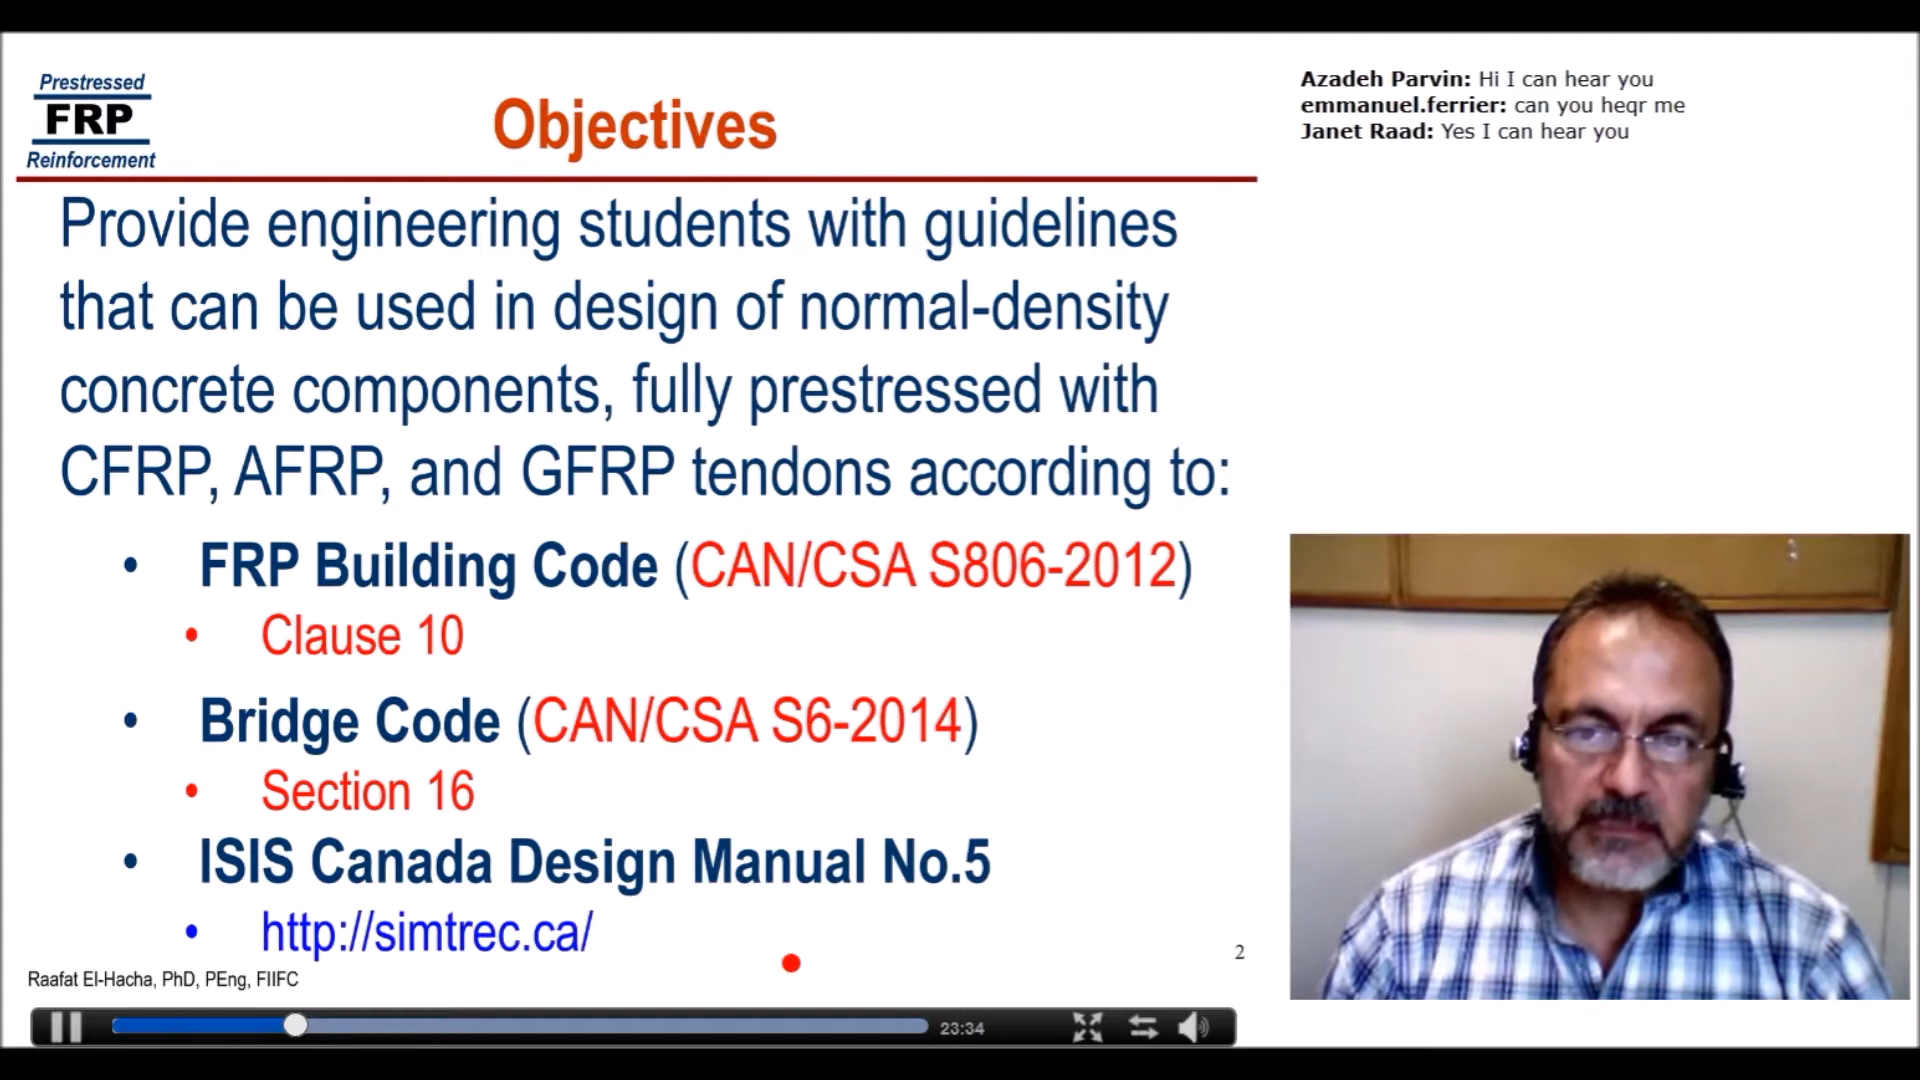 Prestressed
FRP
Reinforcement
Objectives
Provide engineering students with guidelines
that can be used in design of normal-density
concrete components, fully prestressed with
CFRP, AFRP, and GFRP tendons according to:
• FRP Building Code (CAN/CSA S806-2012)
• Clause 10
• Bridge Code (CAN/CSA S6-2014)
• Section 16
• ISIS Canada Design Manual No.5
• http://simtrec.ca/
2
Raafat El-Hacha, PhD, PEng, FIIFC
23:34
Azadeh Parvin: Hi I can hear you
emmanuel.ferrier: can you heqr me
Janet Raad: Yes I can hear you